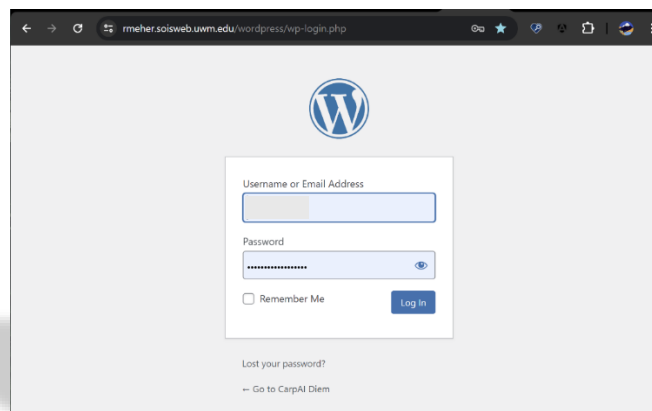 rmeher.soisweb.uwm.edu/wordpress/wp-login.php
Username or Email Address
Password
•••••••••••••••••
Remember Me
Log In
Lost your password?
← Go to CarpAI Diem